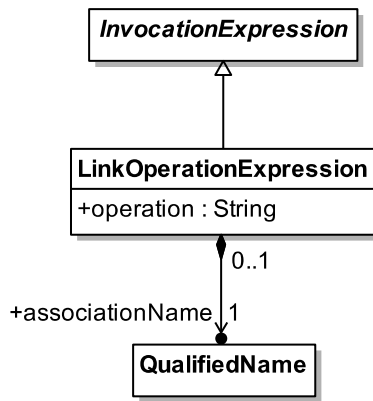 InvocationExpression
LinkOperationExpression
+operation : String
0..1
+associationName 1
QualifiedName